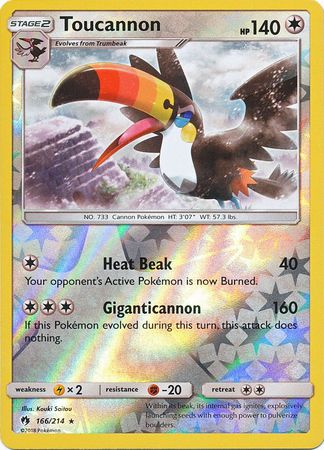 STAGE2 Toucannon HP 140
Evolves from Trumbeak
NO. 733 Cannon Pokémon HT: 3'07" WT: 57.3 lbs.
Heat Beak 40
Your opponent's Active Pokémon is now Burned.
Giganticannon 160
If this Pokémon evolved during this turn, this attack does
nothing.
weakness × 2 resistance -20 retreat
Illus. Kouki Saitou
166/214 ★
©2018 Pokémon
Within its beak, its internal gas ignites, explosively
launching seeds with enough power to pulverize
boulders.